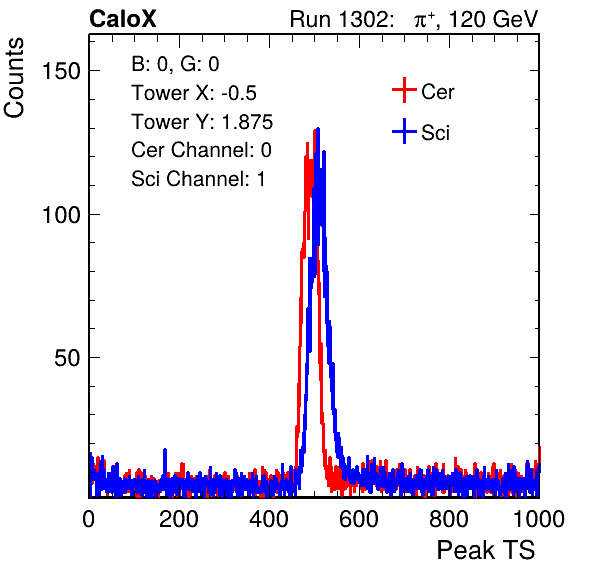 CaloX Run 1302: π⁺, 120 GeV
B: 0, G: 0
Tower X: -0.5
Tower Y: 1.875
Cer Channel: 0
Sci Channel: 1
Cer
Sci
Counts
150
100
50
0 200 400 600 800 1000
Peak TS